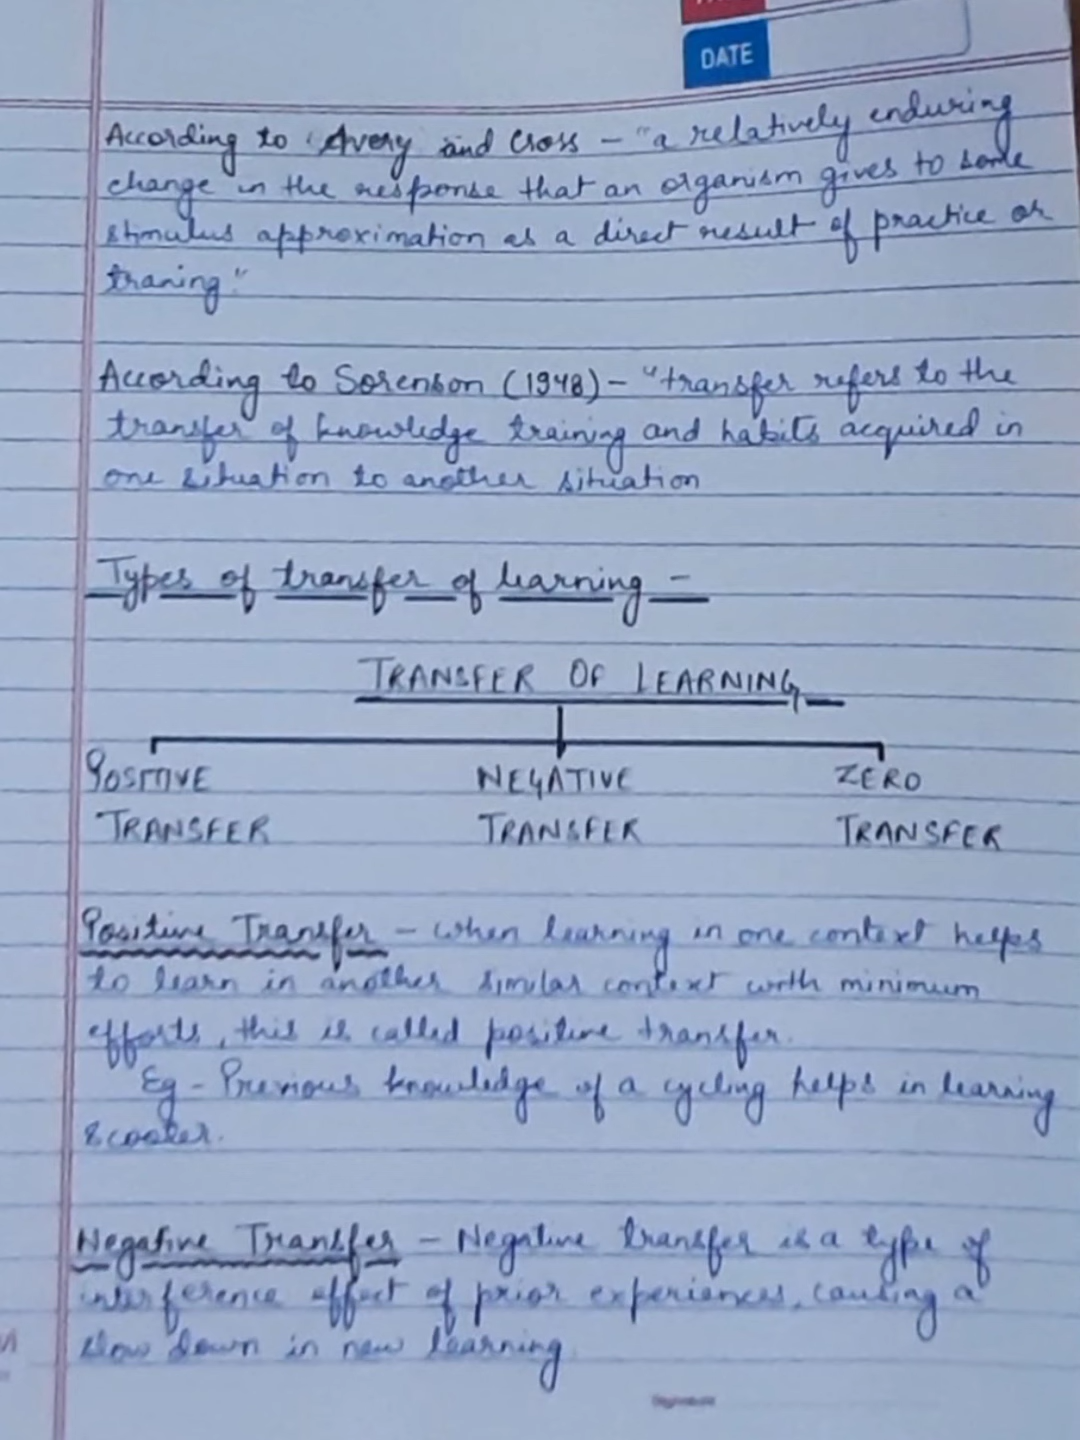 DATE
According to Avery and Cross - "a relatively enduring
change in the response that an organism gives to some
stimulus approximation as a direct result of practice or
traning"
According to Sorenson (1948) - "transfer refers to the
transfer of knowledge training and habits acquired in
one situation to another situation
Types of transfer of learning -
TRANSFER OF LEARNING
POSITIVE NEGATIVE ZERO
TRANSFER TRANSFER TRANSFER
Positive Transfer - When learning in one context helps
to learn in another similar context with minimum
efforts, this is called positive transfer.
Eg - Previous knowledge of a cycling helps in learning
scooter.
Negative Transfer - Negative transfer is a type of
interference effect of prior experiences, causing a
slow down in new learning